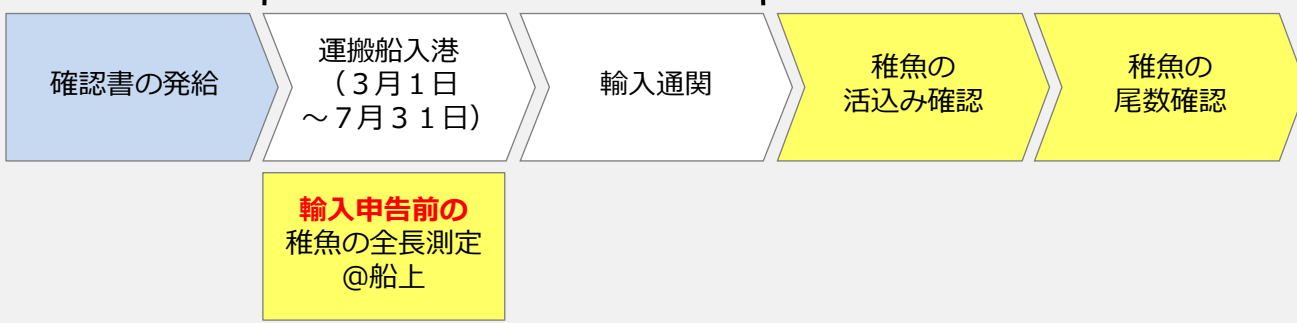 確認書の発給
運搬船入港
（３月１日
～７月３１日）
輸入通関
稚魚の
活込み確認
稚魚の
尾数確認
輸入申告前の
稚魚の全長測定
@船上